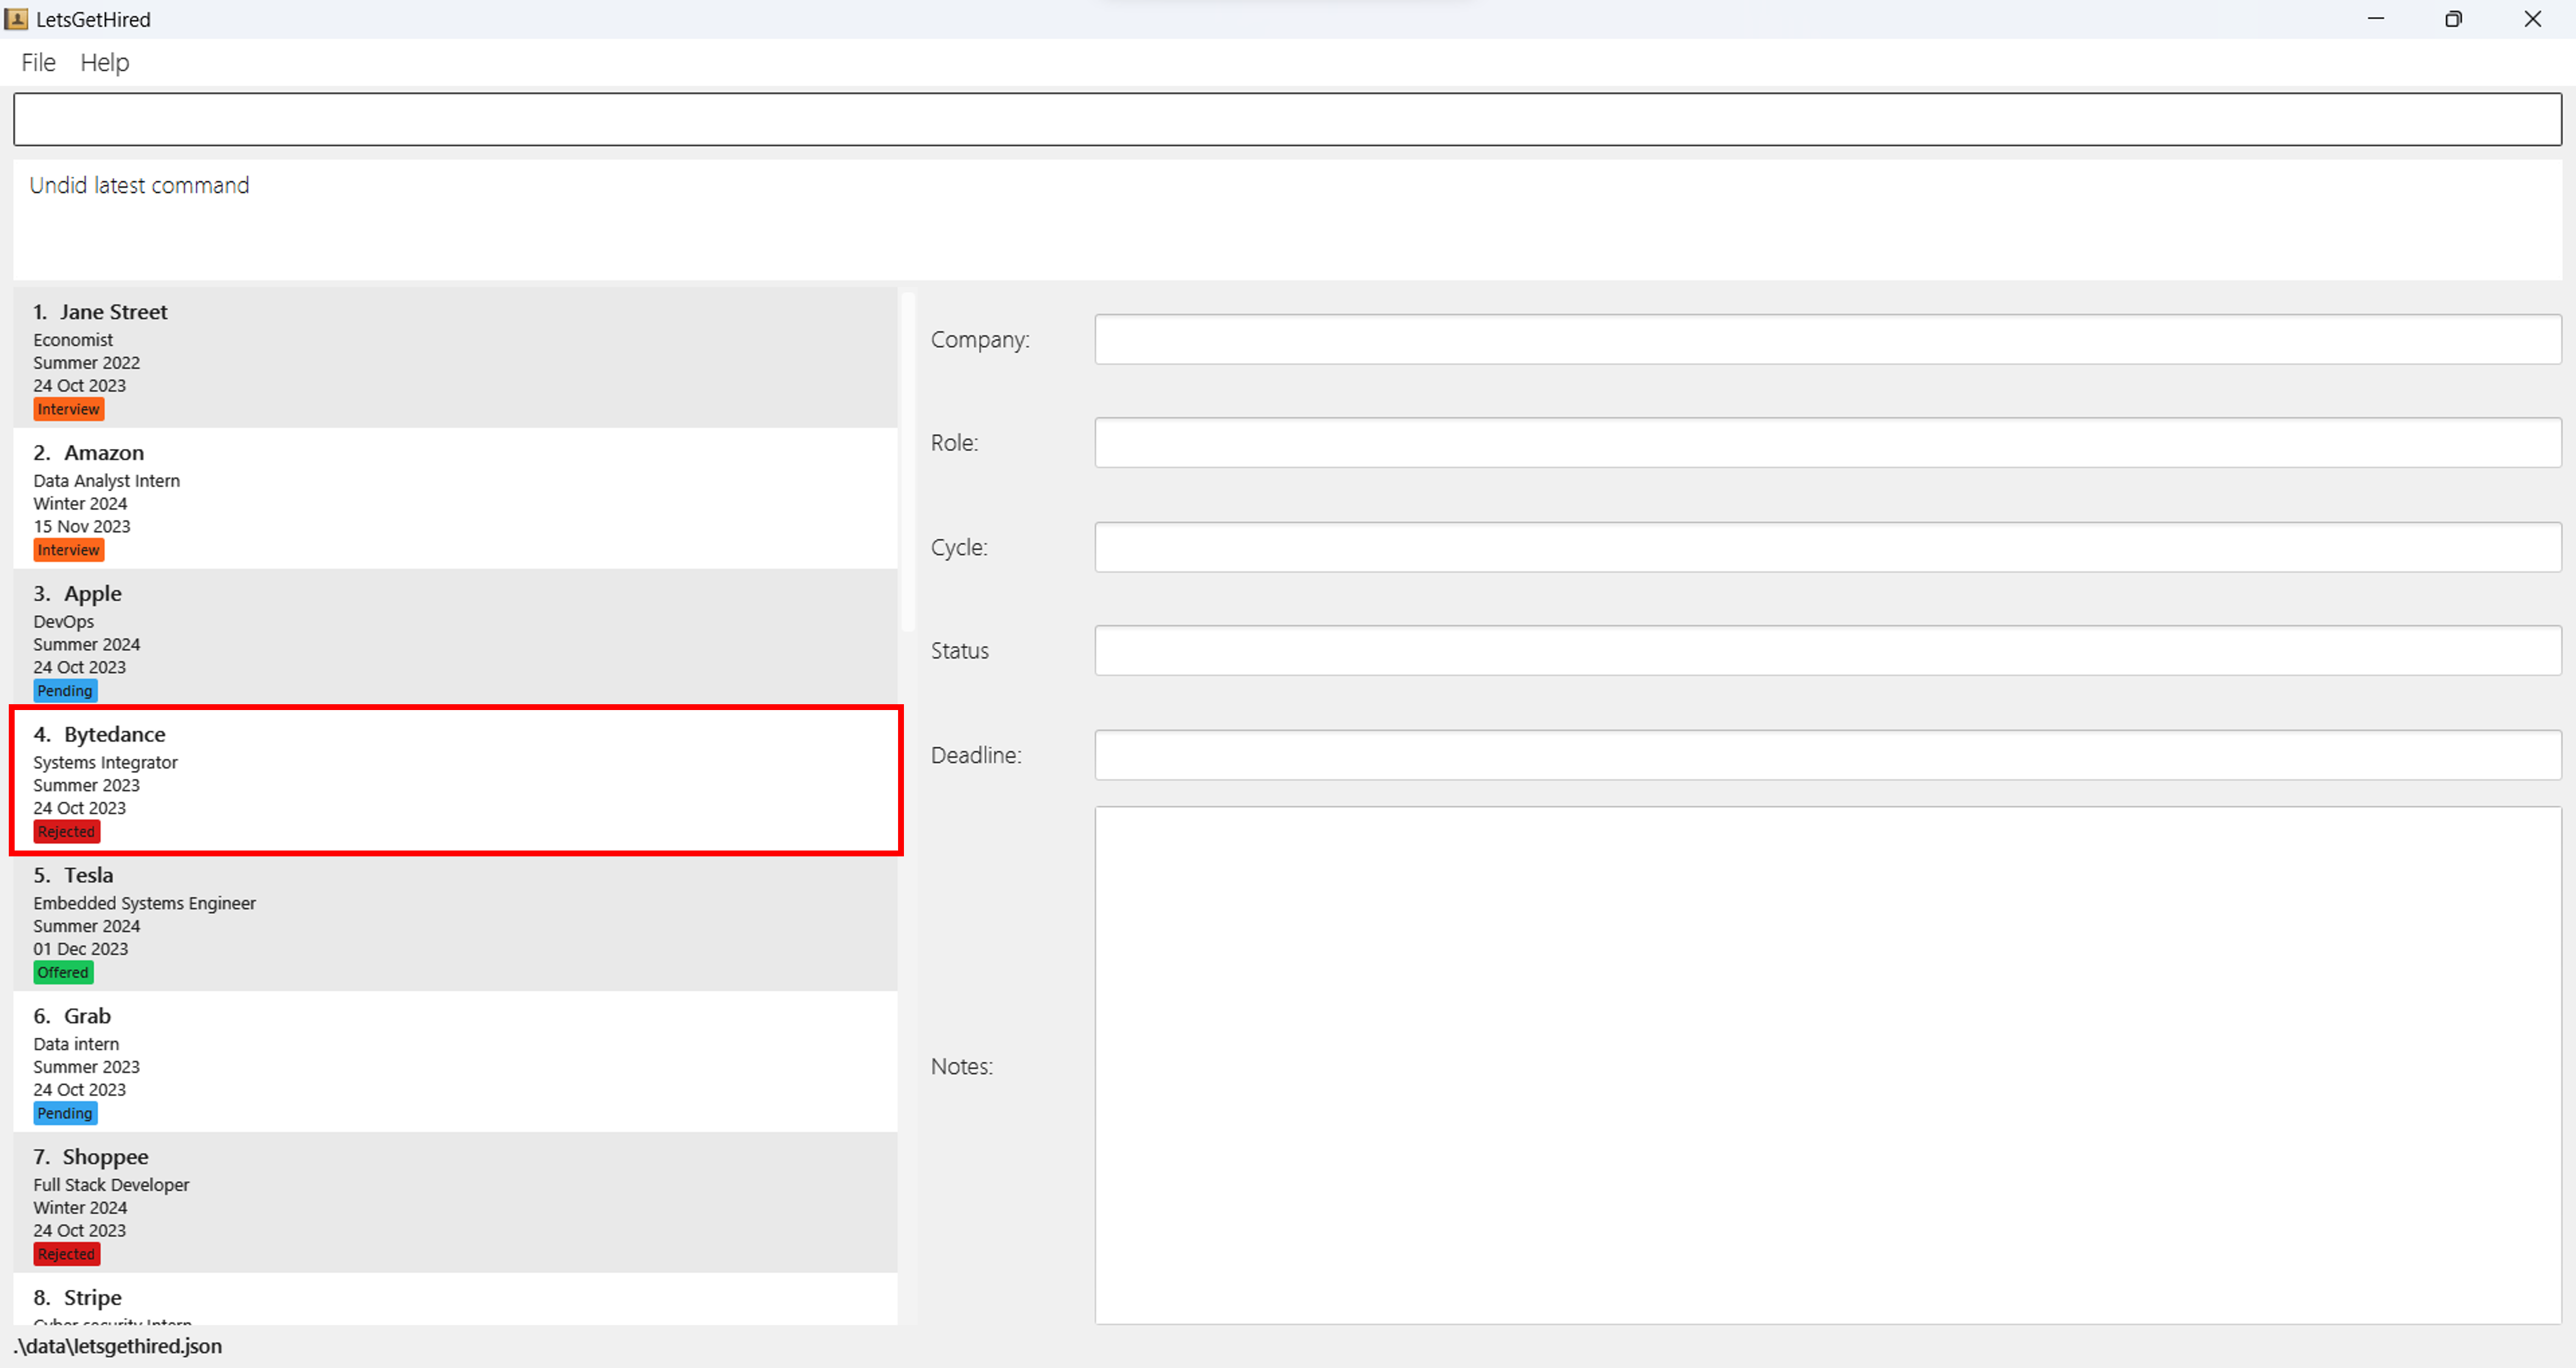 LetsGetHired
File Help
Undid latest command
1. Jane Street
Economist
Summer 2022
24 Oct 2023
Interview
2. Amazon
Data Analyst Intern
Winter 2024
15 Nov 2023
Interview
3. Apple
DevOps
Summer 2024
24 Oct 2023
Pending
4. Bytedance
Systems Integrator
Summer 2023
24 Oct 2023
Rejected
5. Tesla
Embedded Systems Engineer
Summer 2024
01 Dec 2023
Offered
6. Grab
Data intern
Summer 2023
24 Oct 2023
Pending
7. Shoppee
Full Stack Developer
Winter 2024
24 Oct 2023
Rejected
8. Stripe
Cyber security Intern
Company:
Role:
Cycle:
Status
Deadline:
Notes:
.\data\letsgethired.json